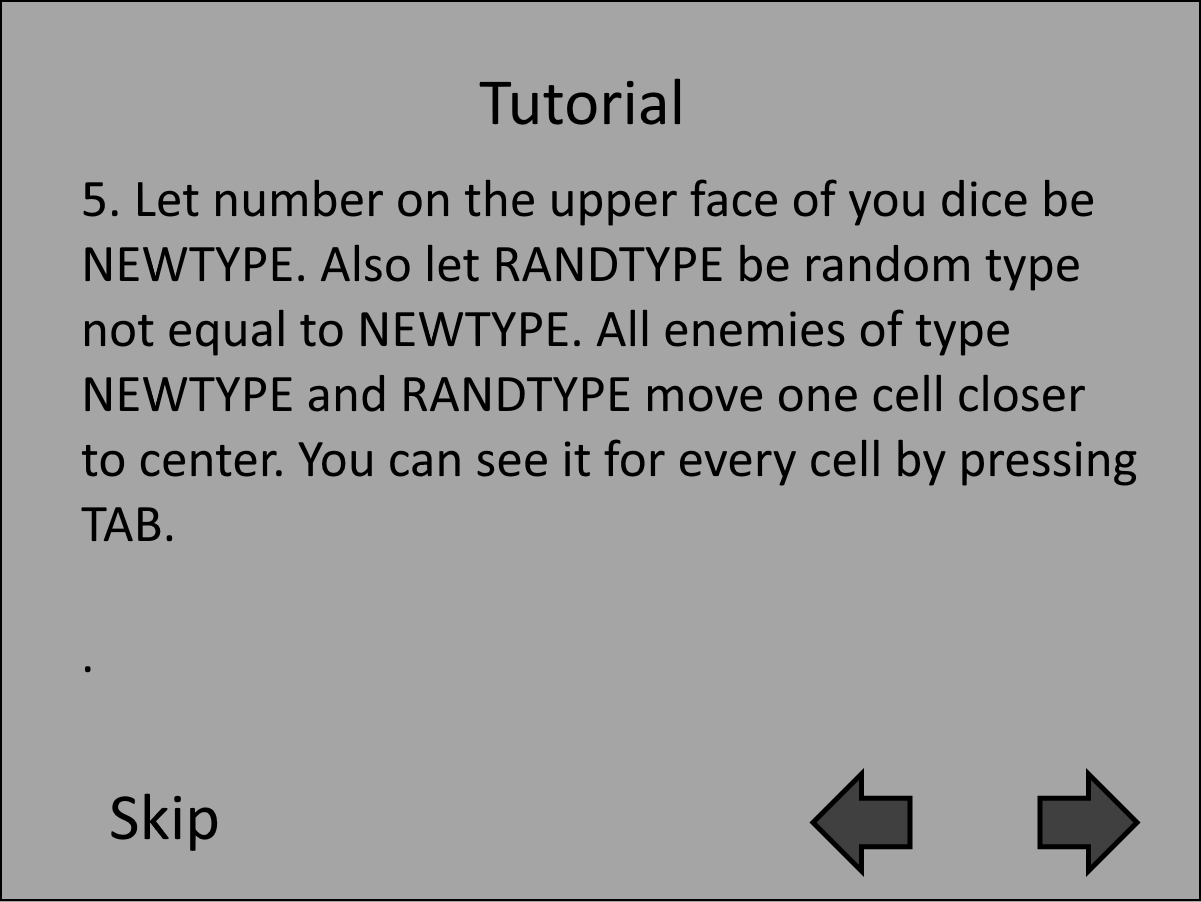 Tutorial
5. Let number on the upper face of you dice be
NEWTYPE. Also let RANDTYPE be random type
not equal to NEWTYPE. All enemies of type
NEWTYPE and RANDTYPE move one cell closer
to center. You can see it for every cell by pressing
TAB.
.
Skip